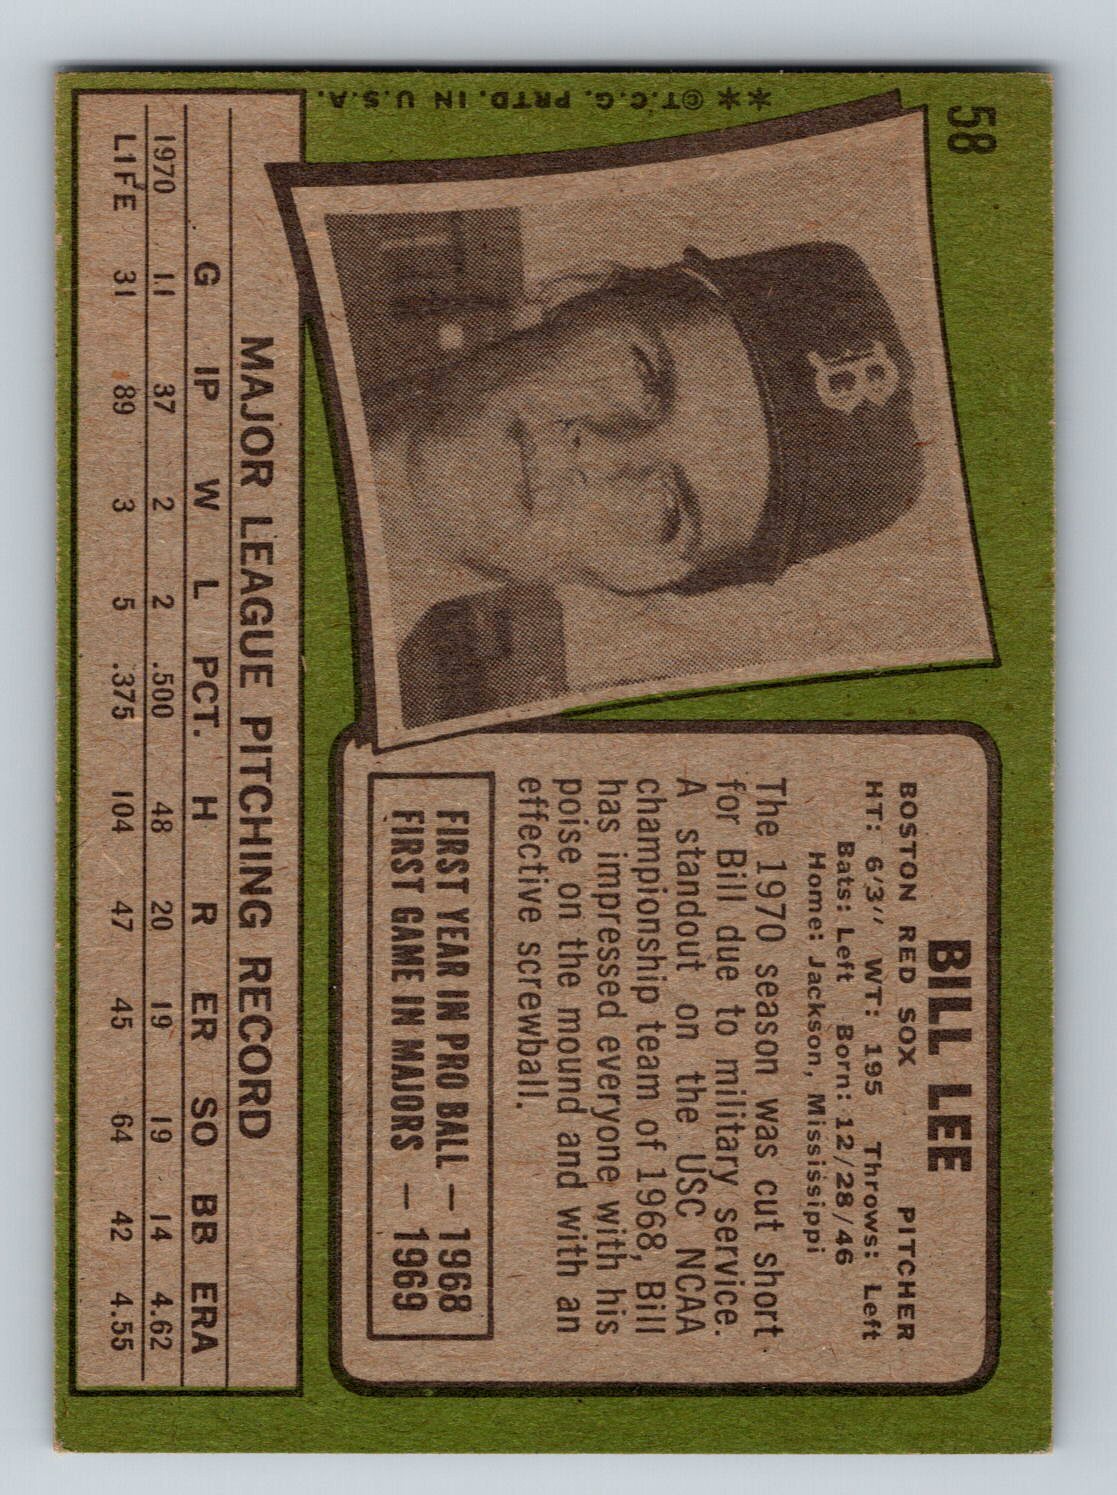 58
B
**©T.C.G. PRTD. IN U.S.A.
BILL LEE
BOSTON RED SOX PITCHER
HT: 6'3" WT: 195 Throws: Left
Bats: Left Born: 12/28/46
Home: Jackson, Mississippi
The 1970 season was cut short
for Bill due to military service.
A standout on the USC NCAA
championship team of 1968, Bill
has impressed everyone with his
poise on the mound and with an
effective screwball.
FIRST YEAR IN PRO BALL — 1968
FIRST GAME IN MAJORS — 1969
MAJOR LEAGUE PITCHING RECORD
G IP W L PCT. H R ER SO BB ERA
1970 11 37 2 2 .500 48 20 19 19 14 4.62
LIFE 31 89 3 5 .375 104 47 45 64 42 4.55